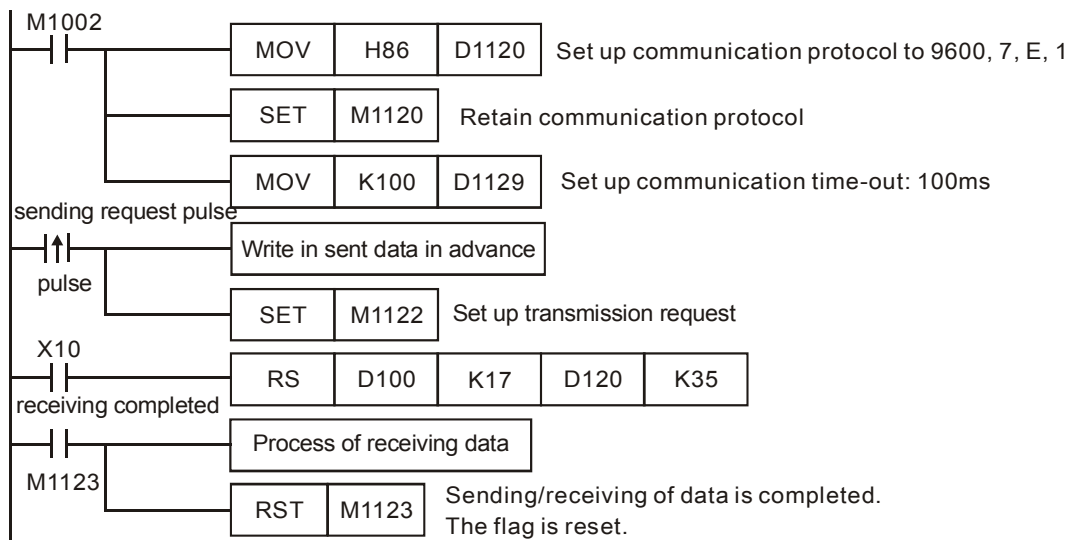 M1002
MOV H86 D1120 Set up communication protocol to 9600, 7, E, 1
SET M1120 Retain communication protocol
MOV K100 D1129 Set up communication time-out: 100ms
sending request pulse
Write in sent data in advance
pulse
SET M1122 Set up transmission request
X10
RS D100 K17 D120 K35
receiving completed
Process of receiving data
M1123
RST M1123 Sending/receiving of data is completed.
The flag is reset.